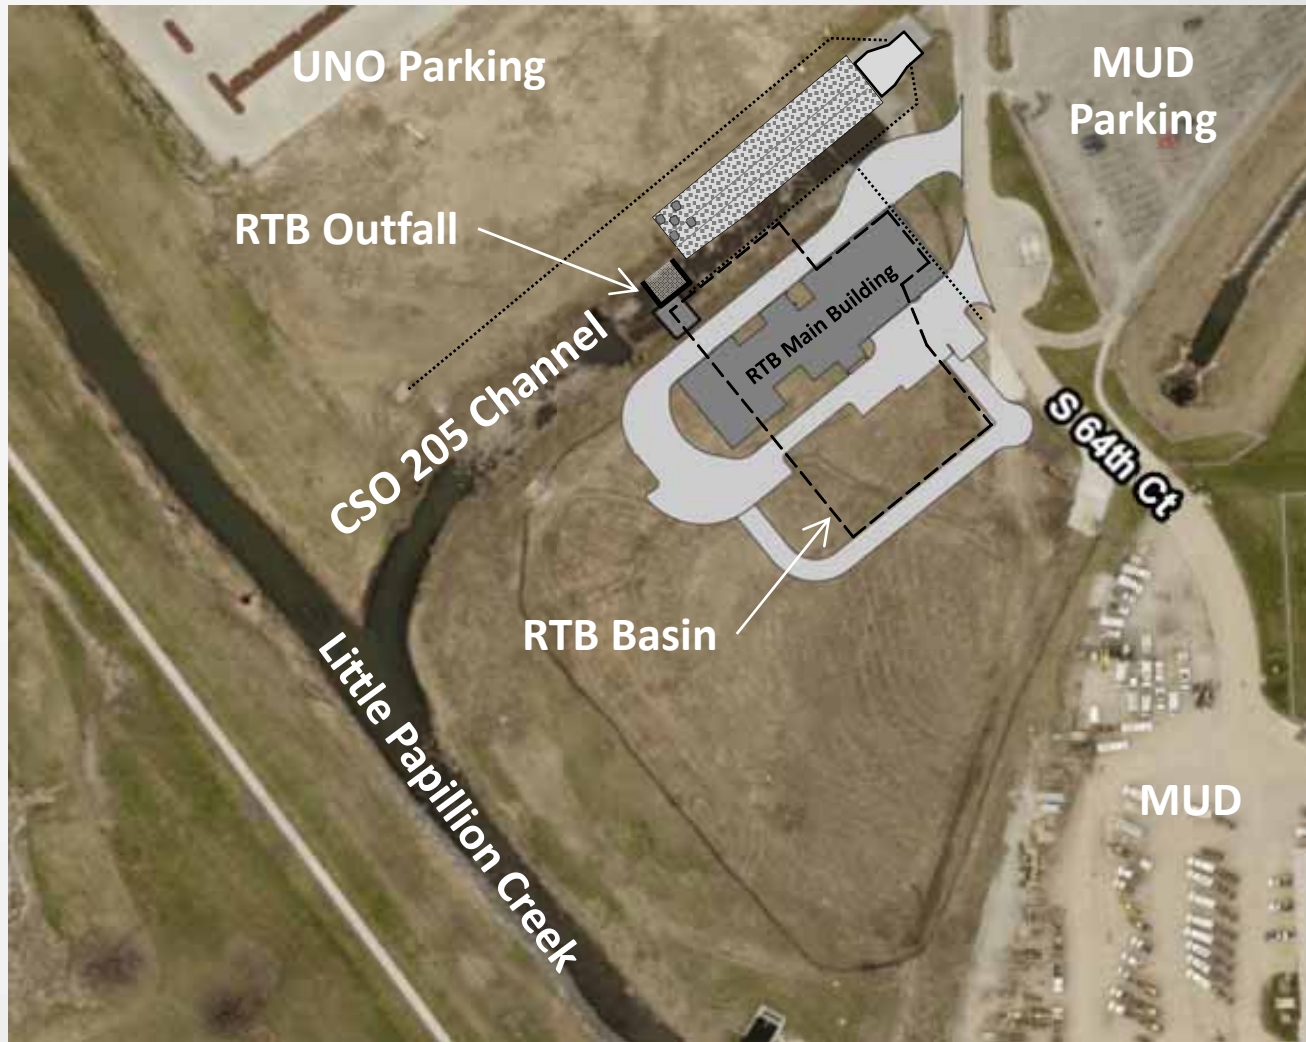 UNO Parking
MUD
Parking
RTB Outfall
RTB Main Building
CSO 205 Channel
S 64th Ct
RTB Basin
Little Papillion Creek
MUD